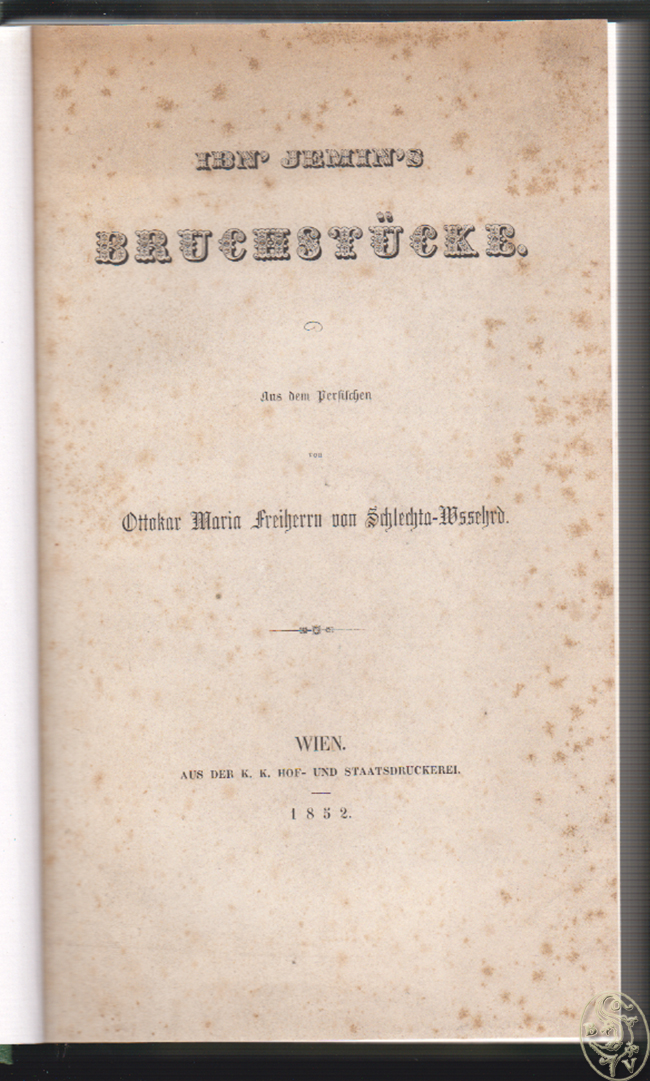 IBN' JEMIN'S
BRUCHSTÜCKE.
Aus dem Persischen
von
Ottokar Maria Freiherrn von Schlechta-Wssehrd.
WIEN.
AUS DER K. K. HOF- UND STAATSDRUCKEREI.
1852.